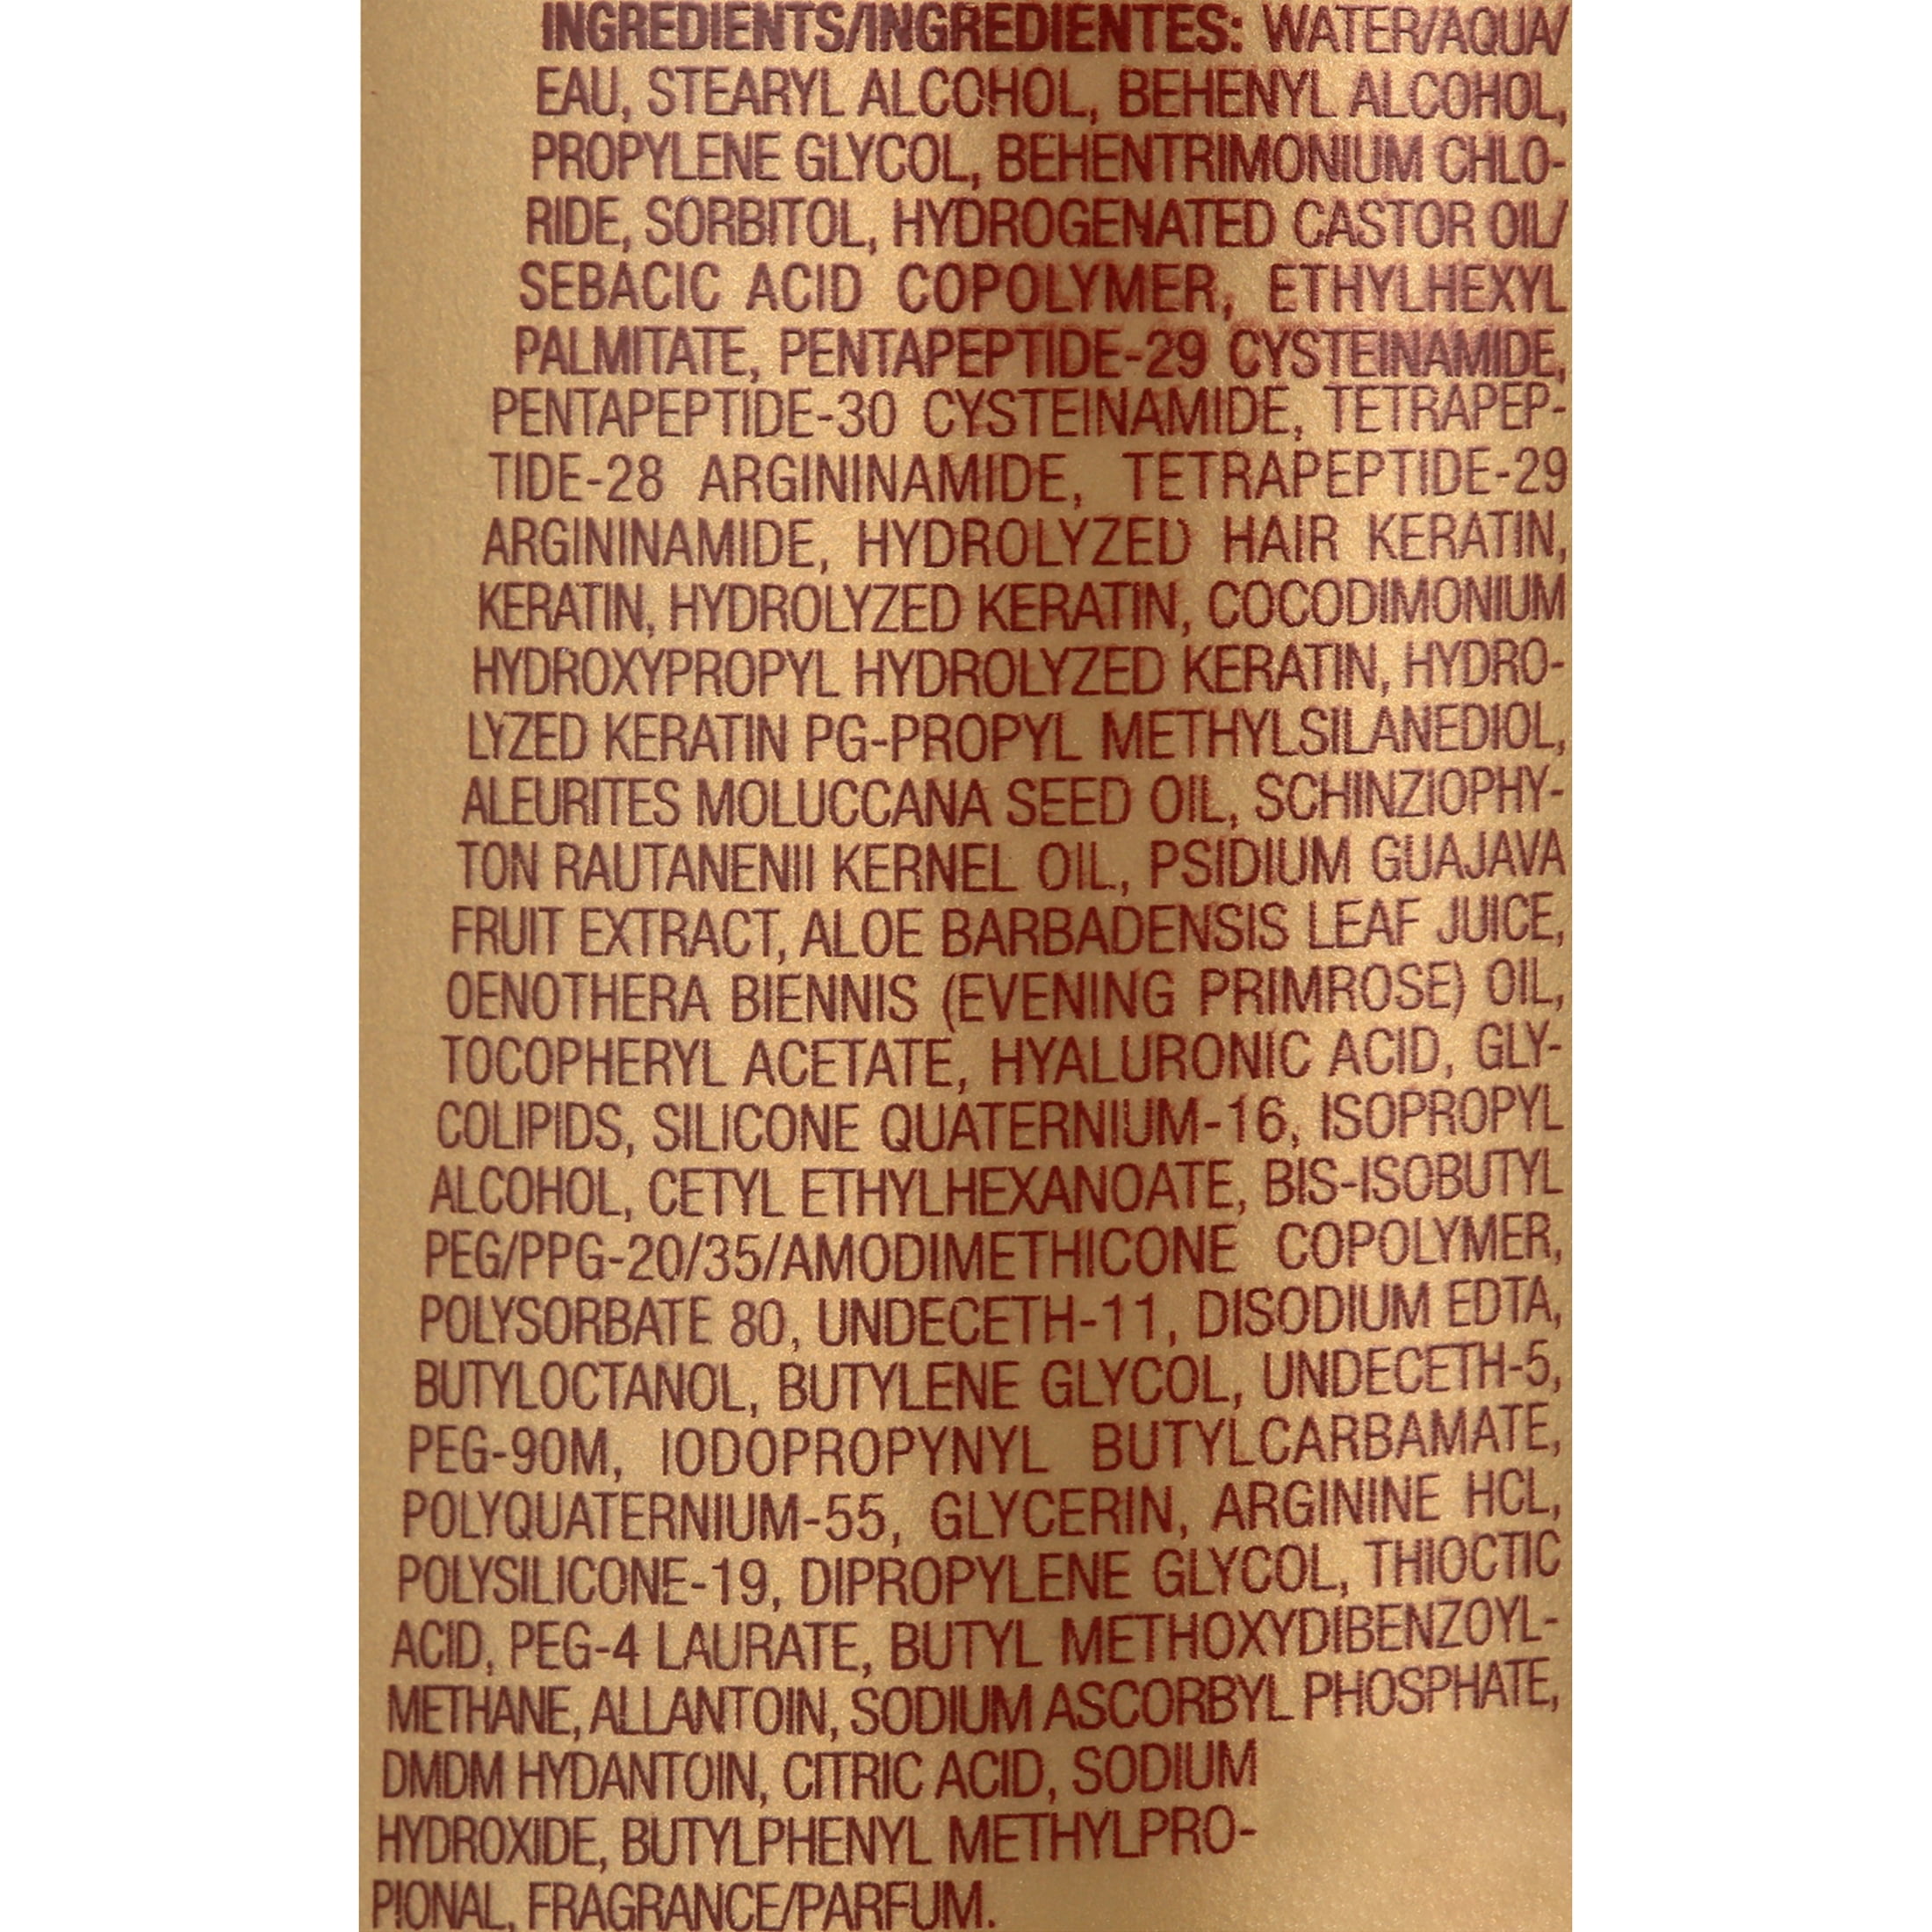 INGREDIENTS/INGREDIENTES: WATER/AQUA/
EAU, STEARYL ALCOHOL, BEHENYL ALCOHOL,
PROPYLENE GLYCOL, BEHENTRIMONIUM CHLO-
RIDE, SORBITOL, HYDROGENATED CASTOR OIL/
SEBACIC ACID COPOLYMER, ETHYLHEXYL
PALMITATE, PENTAPEPTIDE-29 CYSTEINAMIDE,
PENTAPEPTIDE-30 CYSTEINAMIDE, TETRAPEP-
TIDE-28 ARGININAMIDE, TETRAPEPTIDE-29
ARGININAMIDE, HYDROLYZED HAIR KERATIN,
KERATIN, HYDROLYZED KERATIN, COCODIMONIUM
HYDROXYPROPYL HYDROLYZED KERATIN, HYDRO-
LYZED KERATIN PG-PROPYL METHYLSILANEDIOL,
ALEURITES MOLUCCANA SEED OIL, SCHINZIOPHY-
TON RAUTANENII KERNEL OIL, PSIDIUM GUAJAVA
FRUIT EXTRACT, ALOE BARBADENSIS LEAF JUICE,
OENOTHERA BIENNIS (EVENING PRIMROSE) OIL,
TOCOPHERYL ACETATE, HYALURONIC ACID, GLY-
COLIPIDS, SILICONE QUATERNIUM-16, ISOPROPYL
ALCOHOL, CETYL ETHYLHEXANOATE, BIS-ISOBUTYL
PEG/PPG-20/35/AMODIMETHICONE COPOLYMER,
POLYSORBATE 80, UNDECETH-11, DISODIUM EDTA,
BUTYLOCTANOL, BUTYLENE GLYCOL, UNDECETH-5,
PEG-90M, IODOPROPYNYL BUTYLCARBAMATE,
POLYQUATERNIUM-55, GLYCERIN, ARGININE HCL,
POLYSILICONE-19, DIPROPYLENE GLYCOL, THIOCTIC
ACID, PEG-4 LAURATE, BUTYL METHOXYDIBENZOYL-
METHANE, ALLANTOIN, SODIUM ASCORBYL PHOSPHATE,
DMDM HYDANTOIN, CITRIC ACID, SODIUM
HYDROXIDE, BUTYLPHENYL METHYLPRO-
PIONAL, FRAGRANCE/PARFUM.